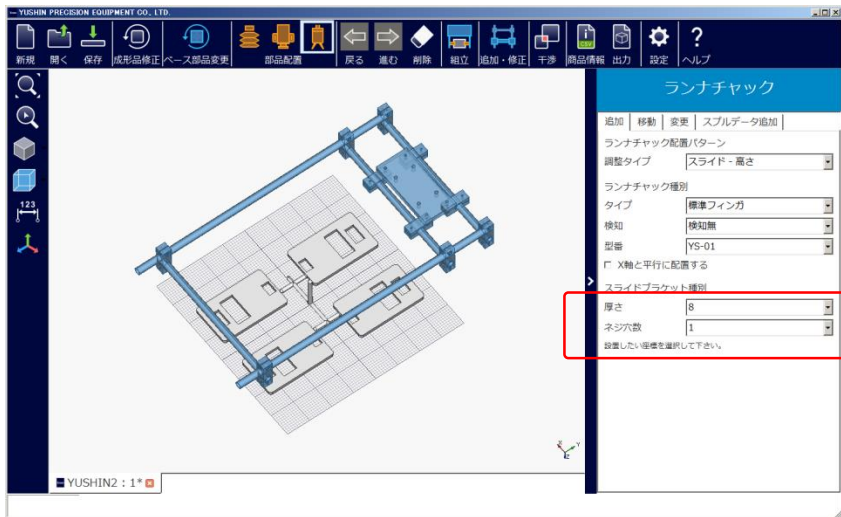 YUSHIN PRECISION EQUIPMENT CO., LTD.
新規 開く 保存 成形品修正 ベース部品変更 部品配置 戻る 進む 削除 組立 追加・修正 干渉 商品情報 出力 設定 ヘルプ
CSV
123
ランナチャック
追加 移動 変更 スプルデータ追加
ランナチャック配置パターン
調整タイプ スライド - 高さ
ランナチャック種別
タイプ 標準フィンガ
検知 検知無
型番 YS-01
X軸と平行に配置する
スライドブラケット種別
厚さ 8
ネジ穴数 1
設置したい座標を選択して下さい。
YUSHIN2 : 1*